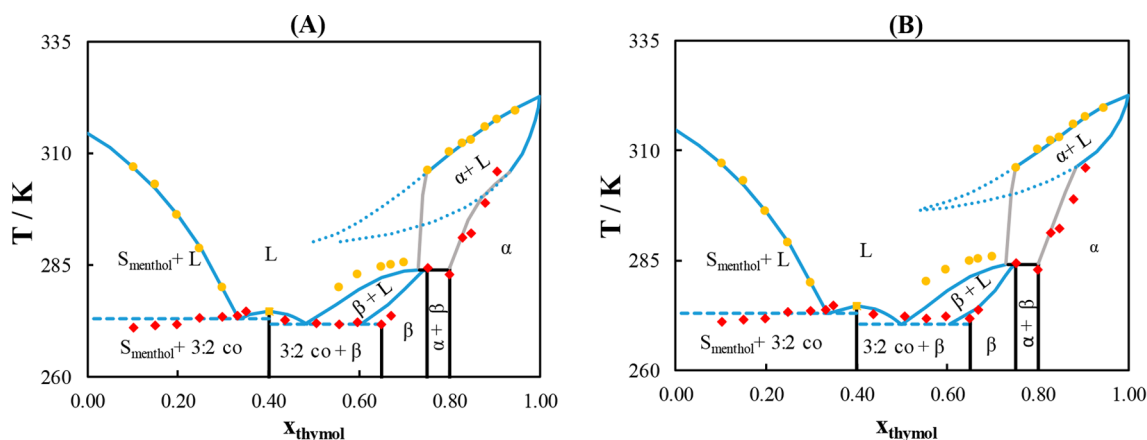 (A)
335
310
285
260
T / K
0.00 0.20 0.40 0.60 0.80 1.00
x_thymol
S_menthol + L
L
α + L
β + L
α
β
α + β
S_menthol + 3:2 co
3:2 co + β
(B)
335
310
285
260
T / K
0.00 0.20 0.40 0.60 0.80 1.00
x_thymol
S_menthol + L
L
α + L
β + L
α
β
α + β
S_menthol + 3:2 co
3:2 co + β